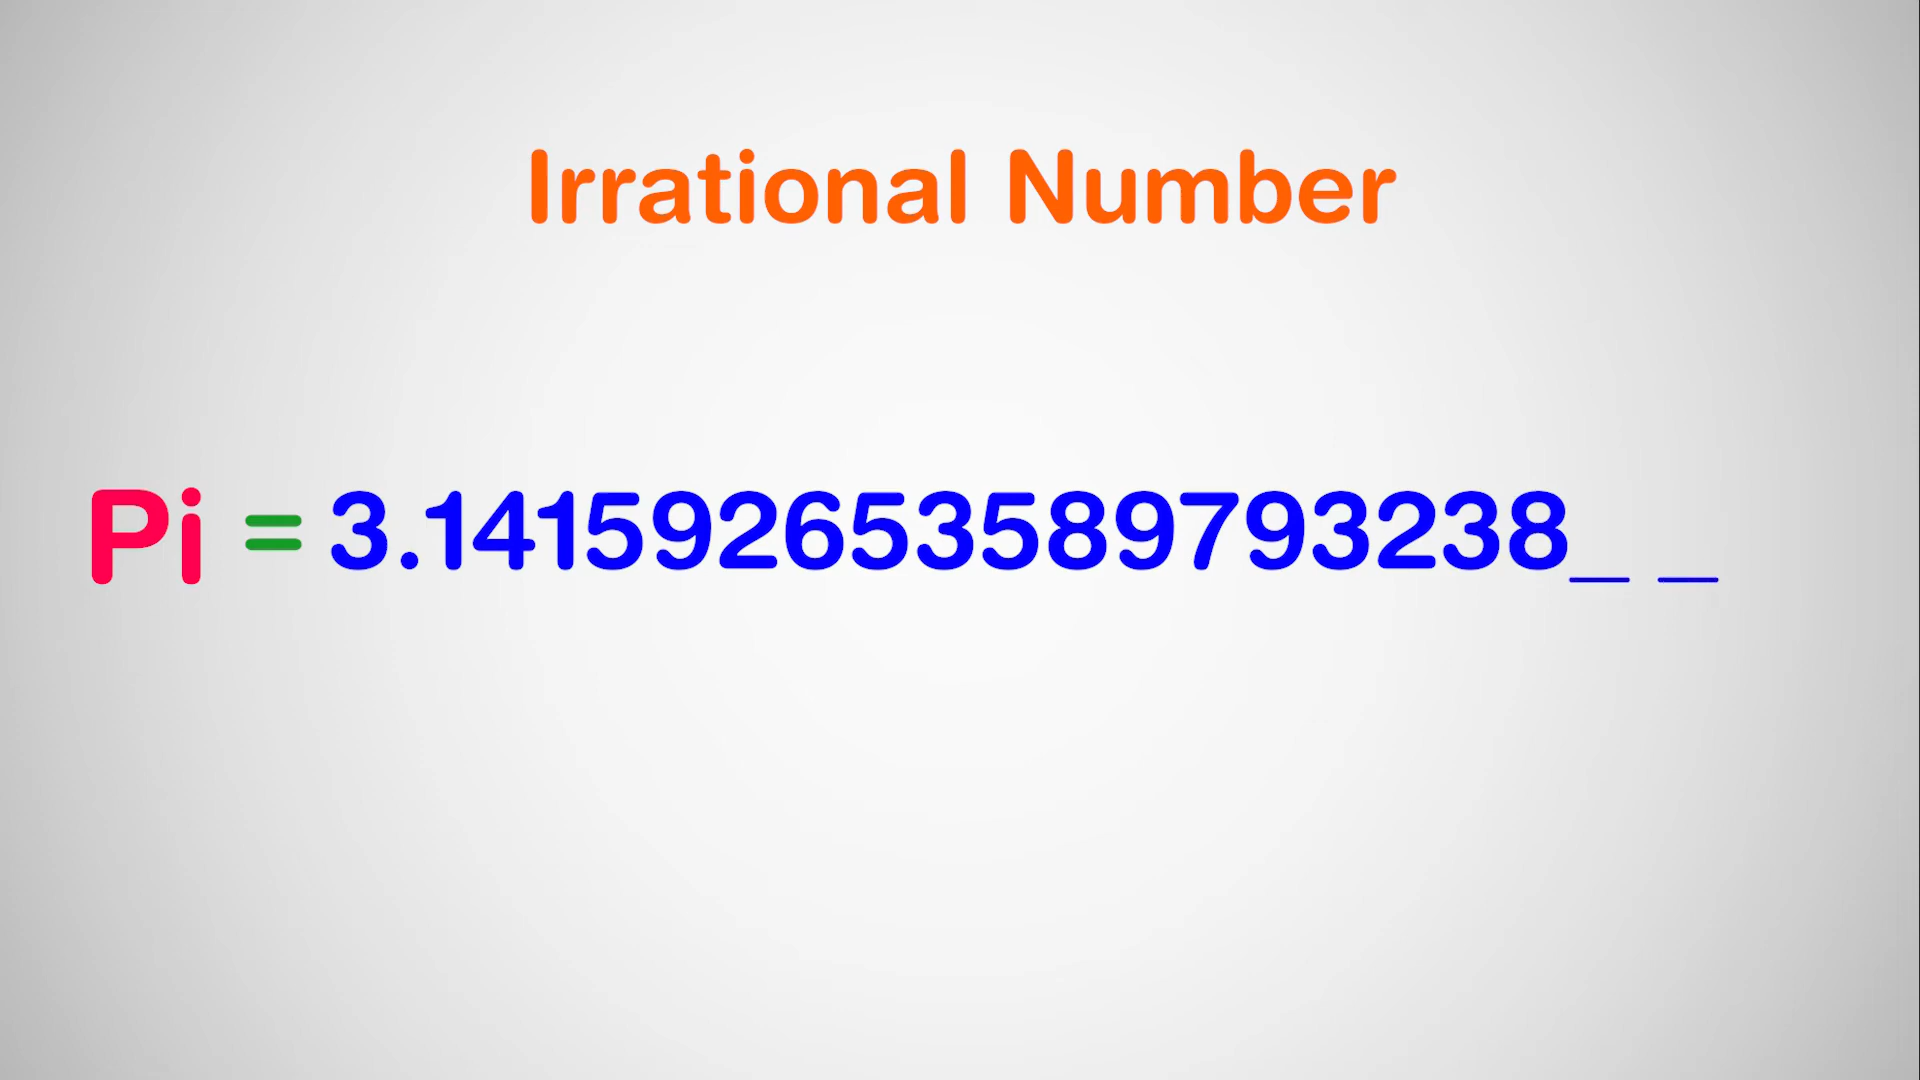 Irrational Number
Pi = 3.141592653589793238_ _